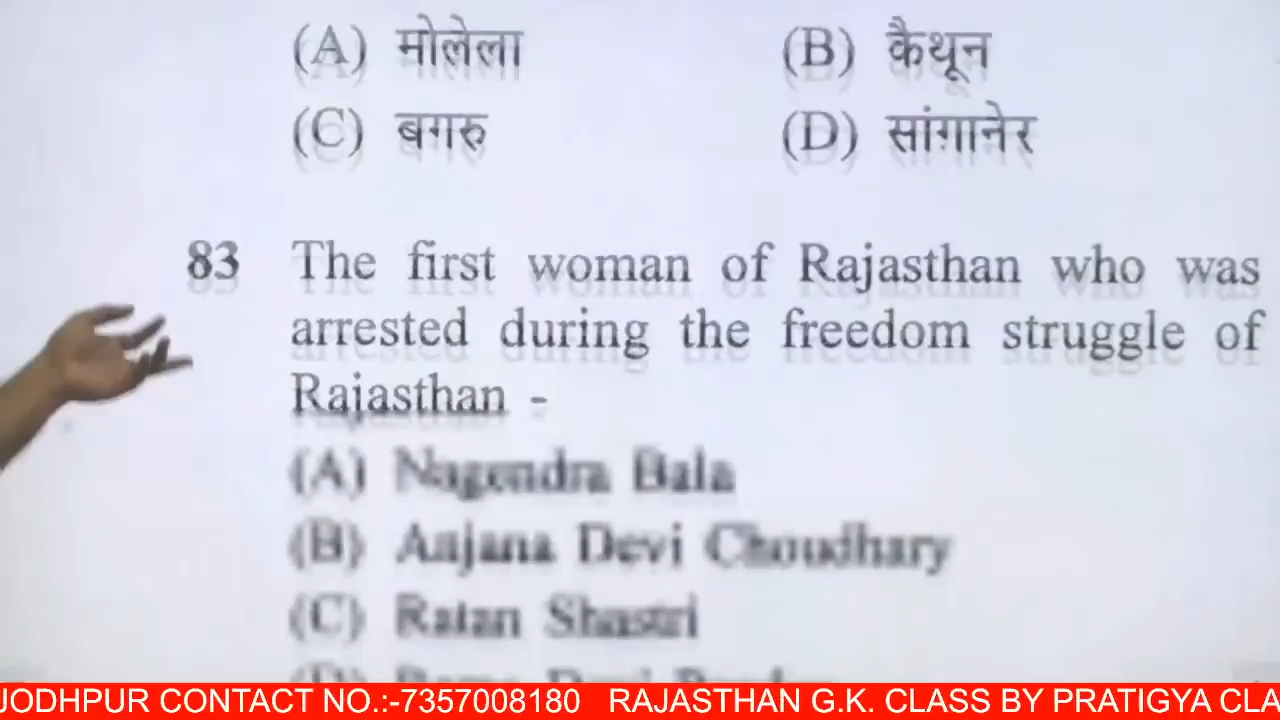 (A) मोलेला (B) कैथून
(C) बगरु (D) सांगानेर
83 The first woman of Rajasthan who was
arrested during the freedom struggle of
Rajasthan -
(A) Nagendra Bala
(B) Anjana Devi Choudhary
(C) Ratan Shastri
JODHPUR CONTACT NO.:-7357008180 RAJASTHAN G.K. CLASS BY PRATIGYA CLA